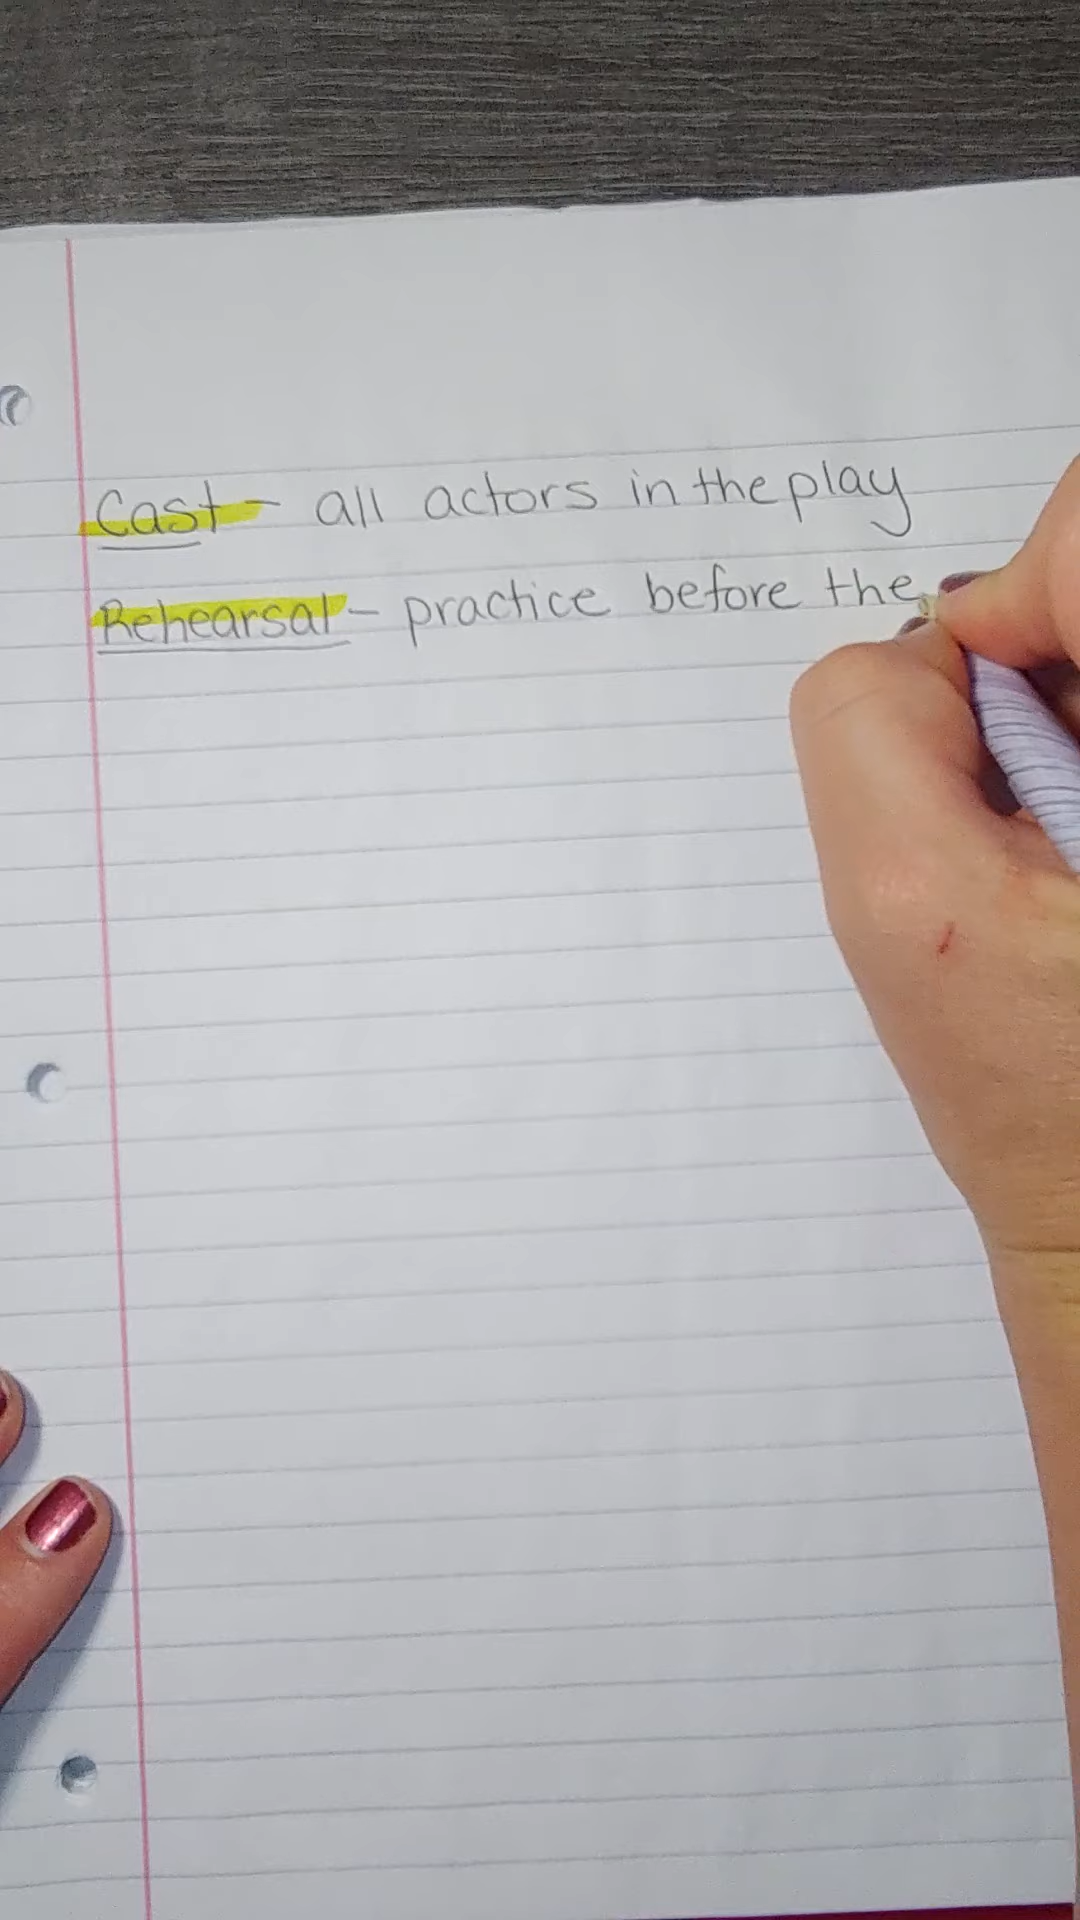 Cast - all actors in the play
Rehearsal - practice before the